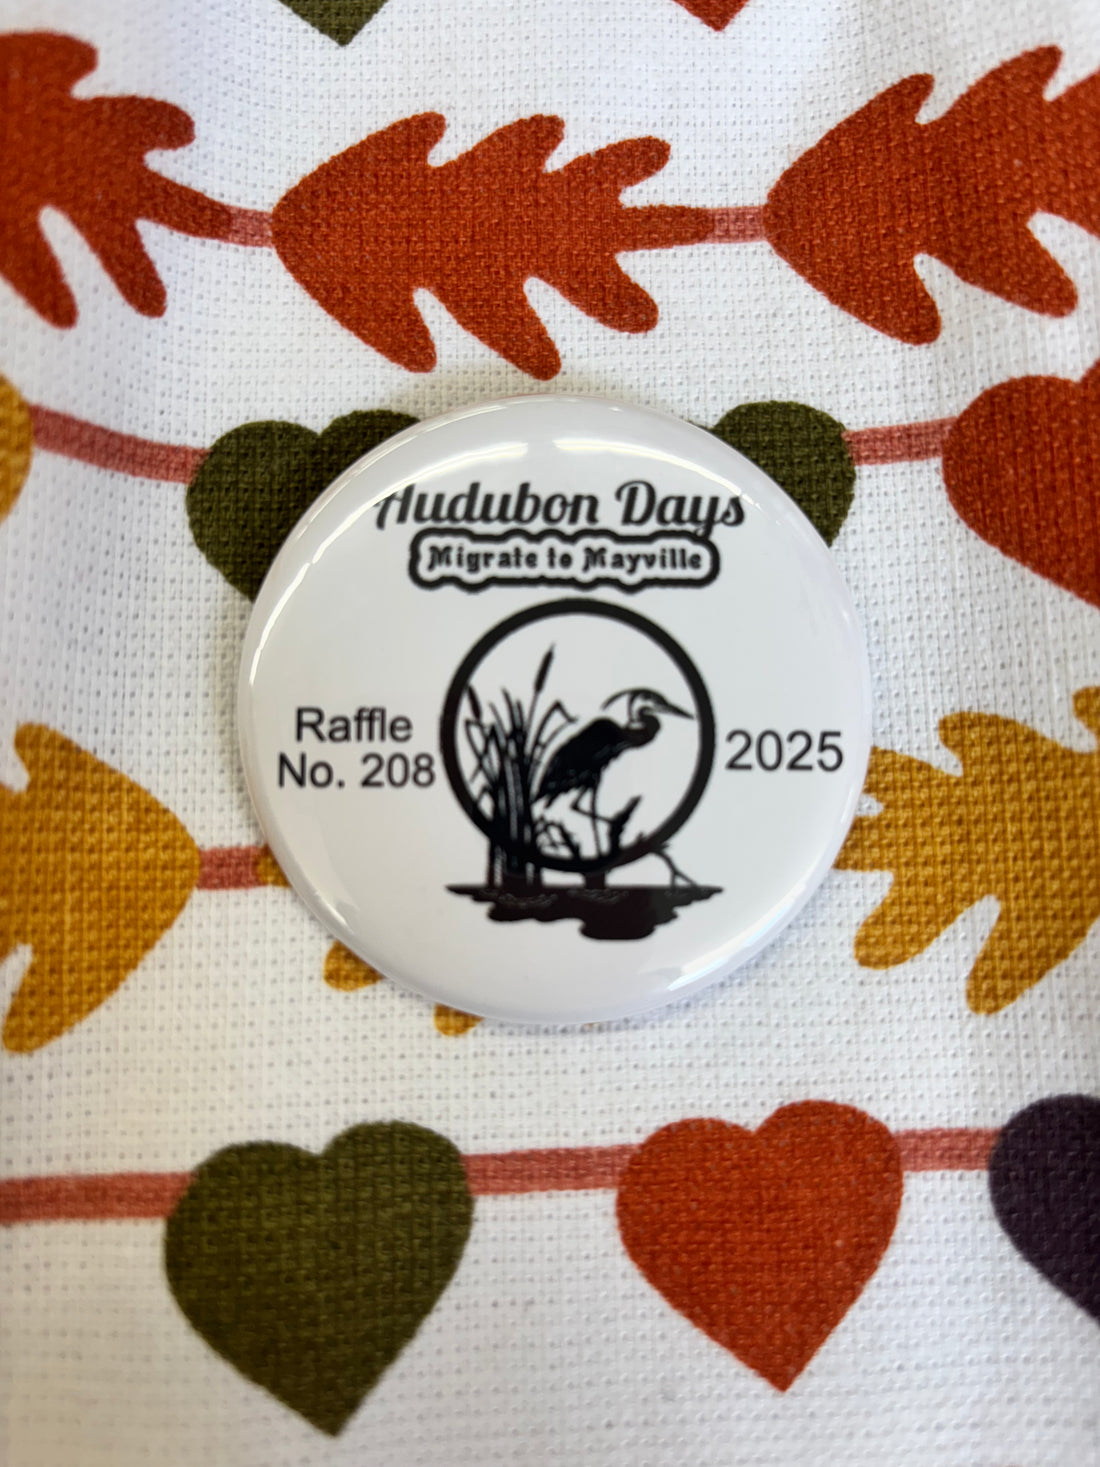 Audubon Days
Migrate to Mayville
Raffle
No. 208
2025